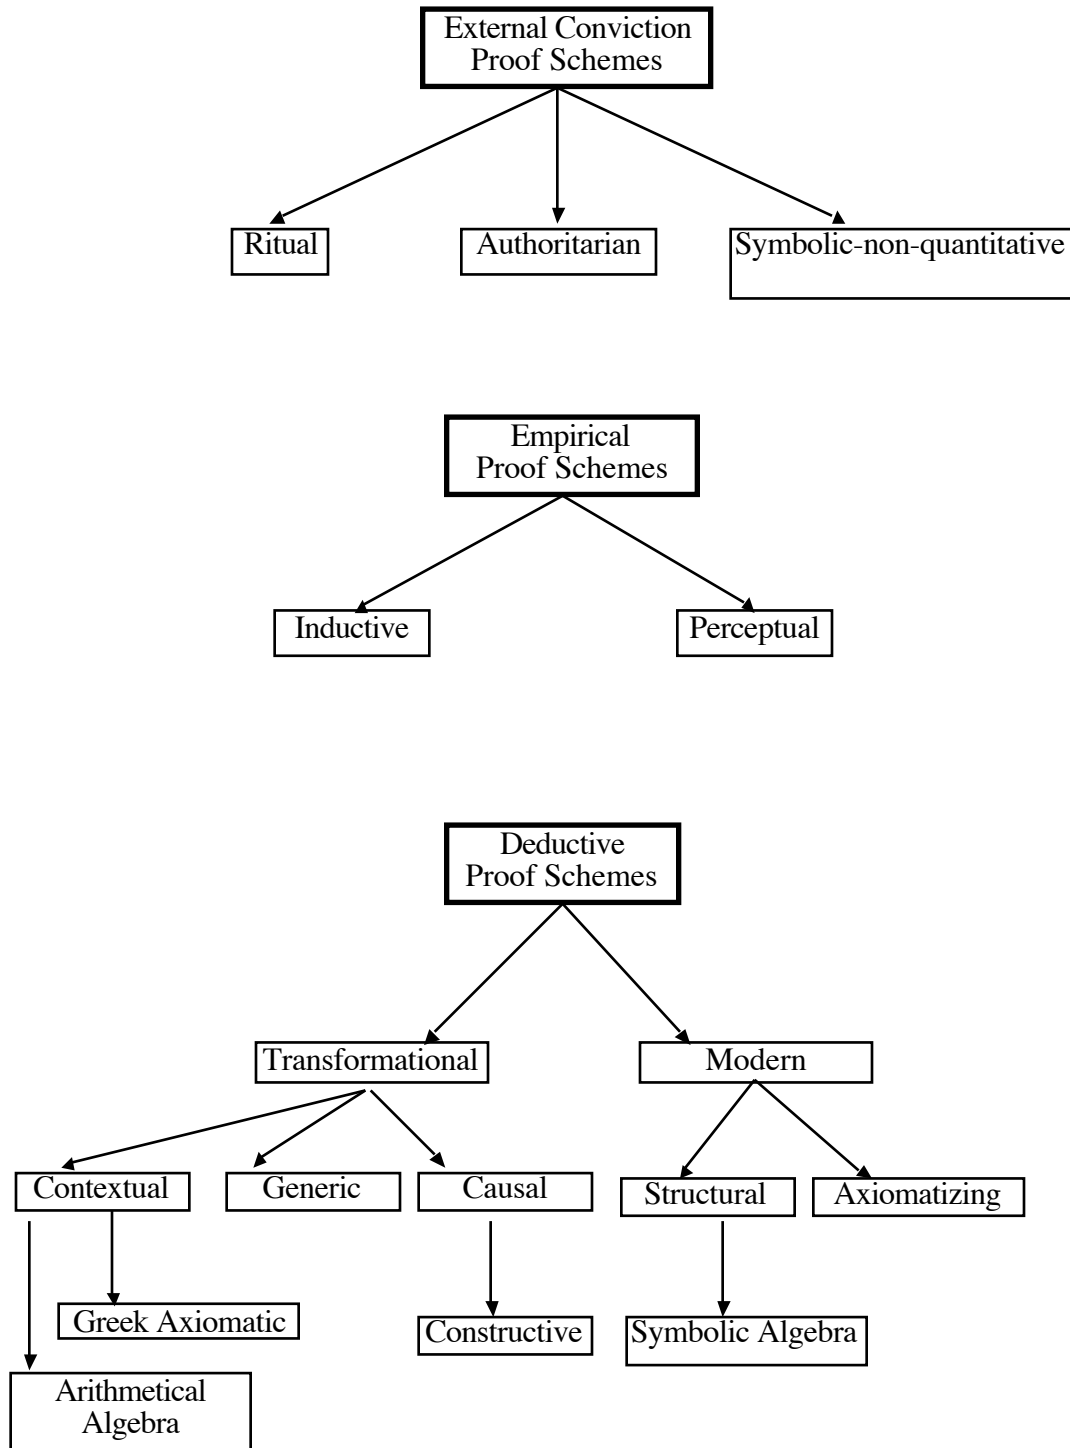 External Conviction
Proof Schemes
Ritual
Authoritarian
Symbolic-non-quantitative
Empirical
Proof Schemes
Inductive
Perceptual
Deductive
Proof Schemes
Transformational
Modern
Contextual
Generic
Causal
Structural
Axiomatizing
Greek Axiomatic
Constructive
Symbolic Algebra
Arithmetical
Algebra